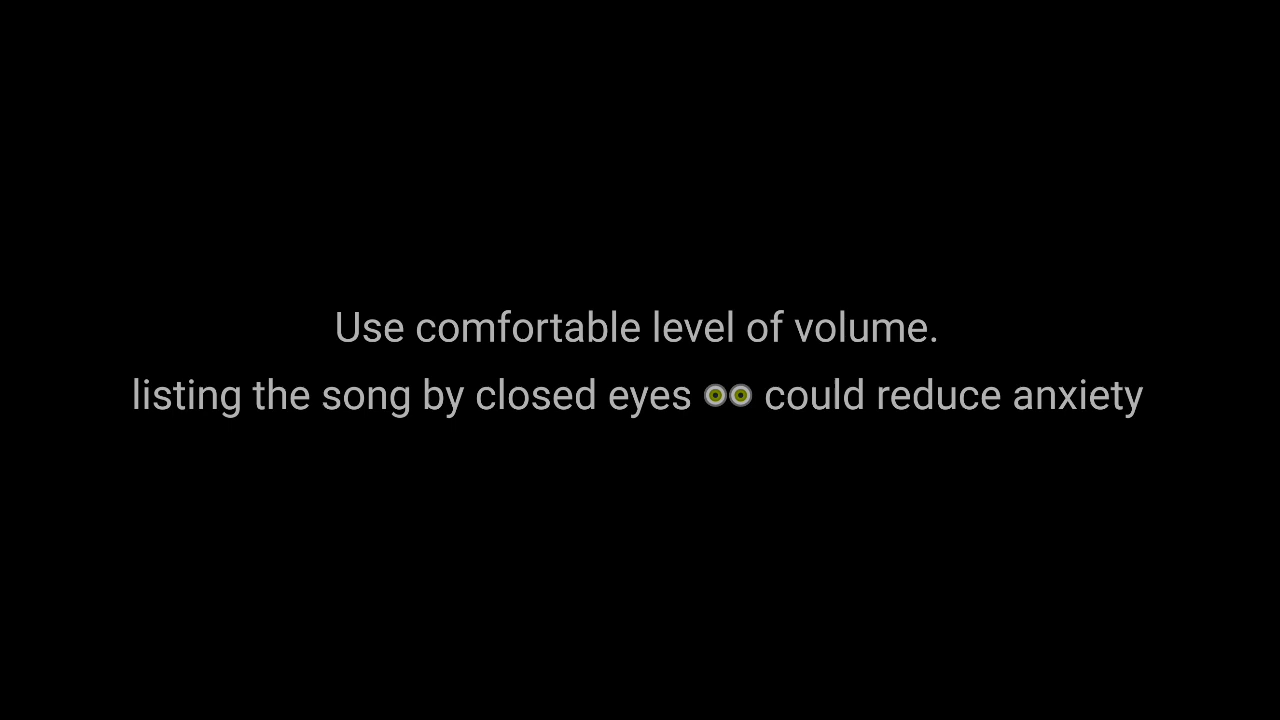 Use comfortable level of volume.
listing the song by closed eyes 👀 could reduce anxiety